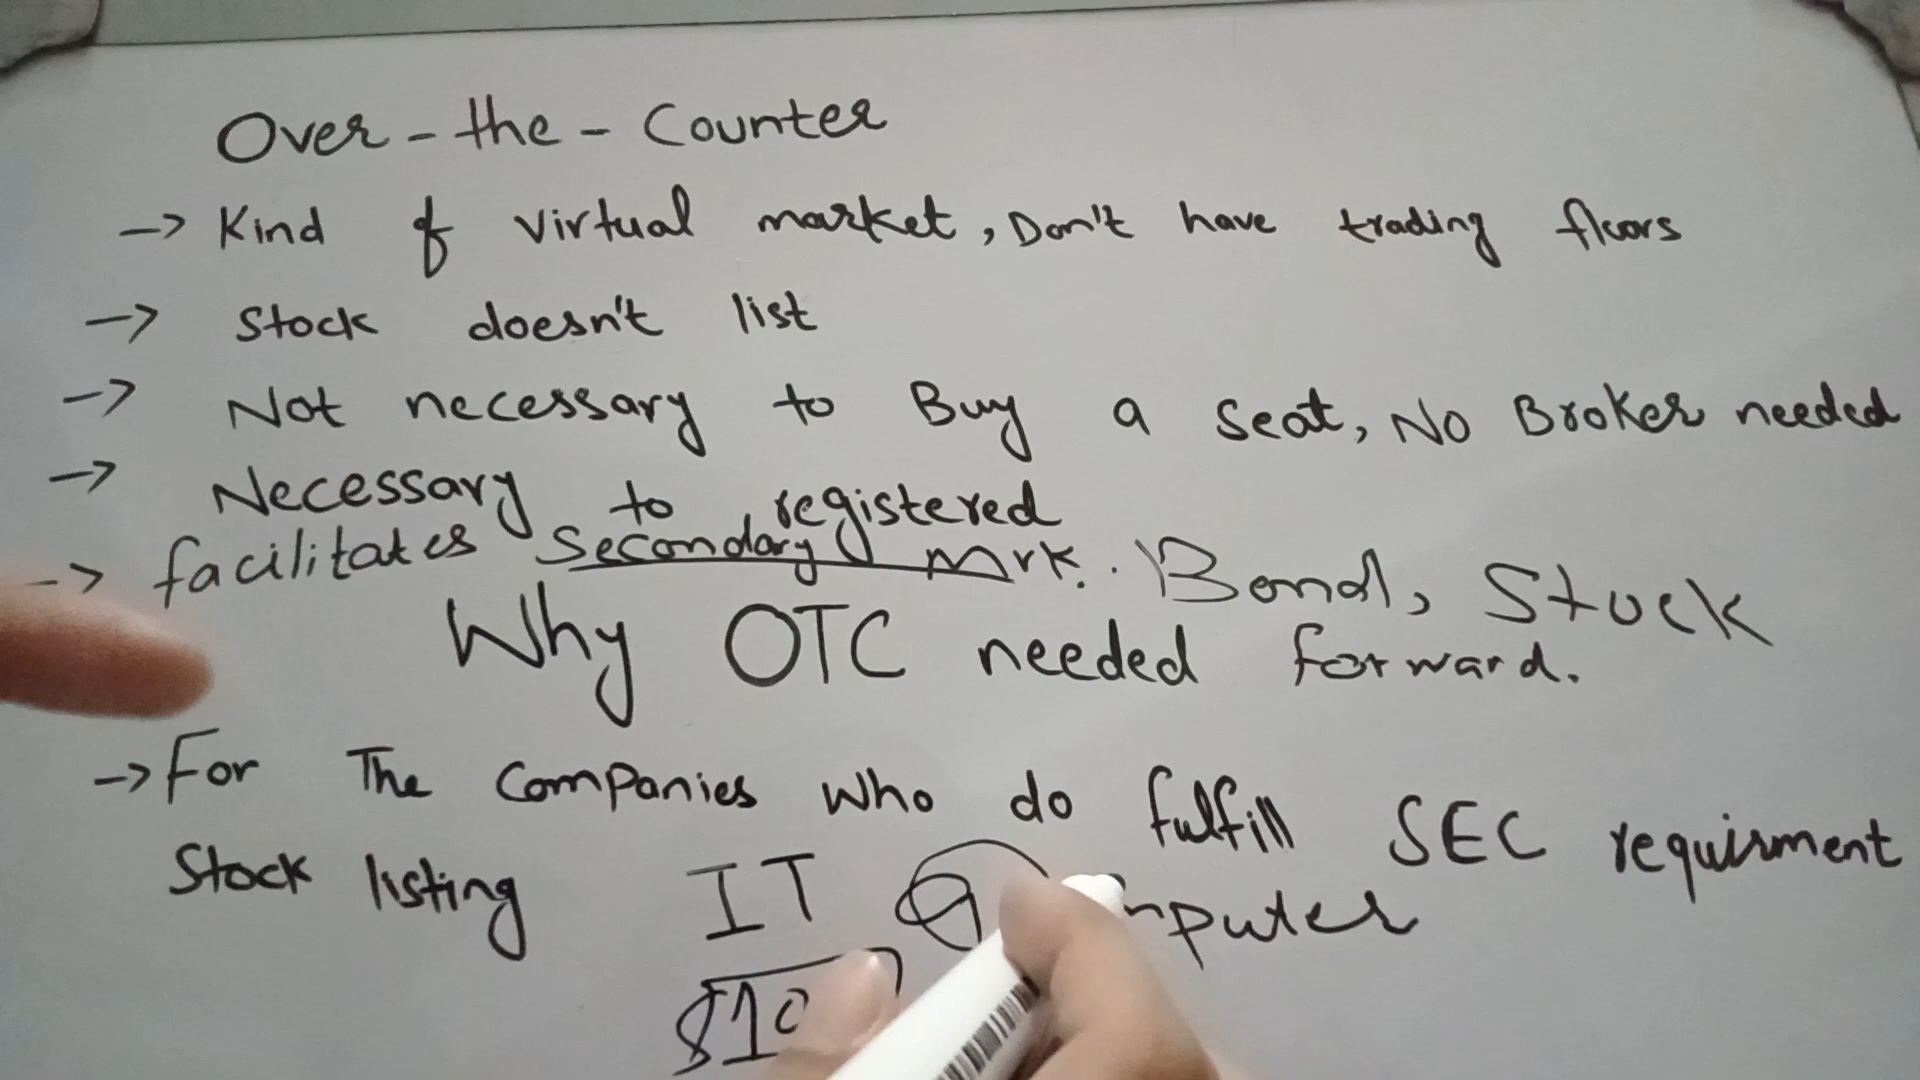 Over-the-Counter
-> Kind of virtual market, Don't have trading floors
-> Stock doesn't list
-> Not necessary to Buy a seat, No Broker needed
-> Necessary to registered
-> facilitates Secondary Mrk. Bond, Stock
Why OTC needed forward.
-> For The Companies who do fulfill SEC requirment
Stock listing IT mputer
$10